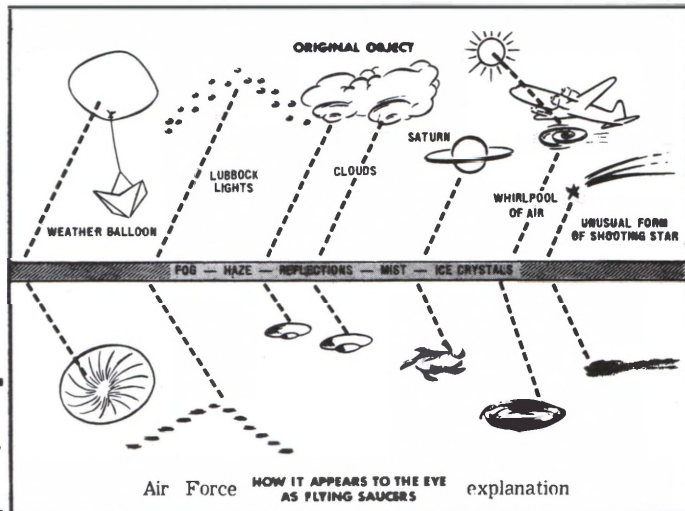 ORIGINAL OBJECT
SATURN
LUBBOCK
LIGHTS
CLOUDS
WHIRLPOOL
OF AIR
WEATHER BALLOON
UNUSUAL FORM
OF SHOOTING STAR
FOG — HAZE — REFLECTIONS — MIST — ICE CRYSTALS
Air Force HOW IT APPEARS TO THE EYE explanation
AS FLYING SAUCERS